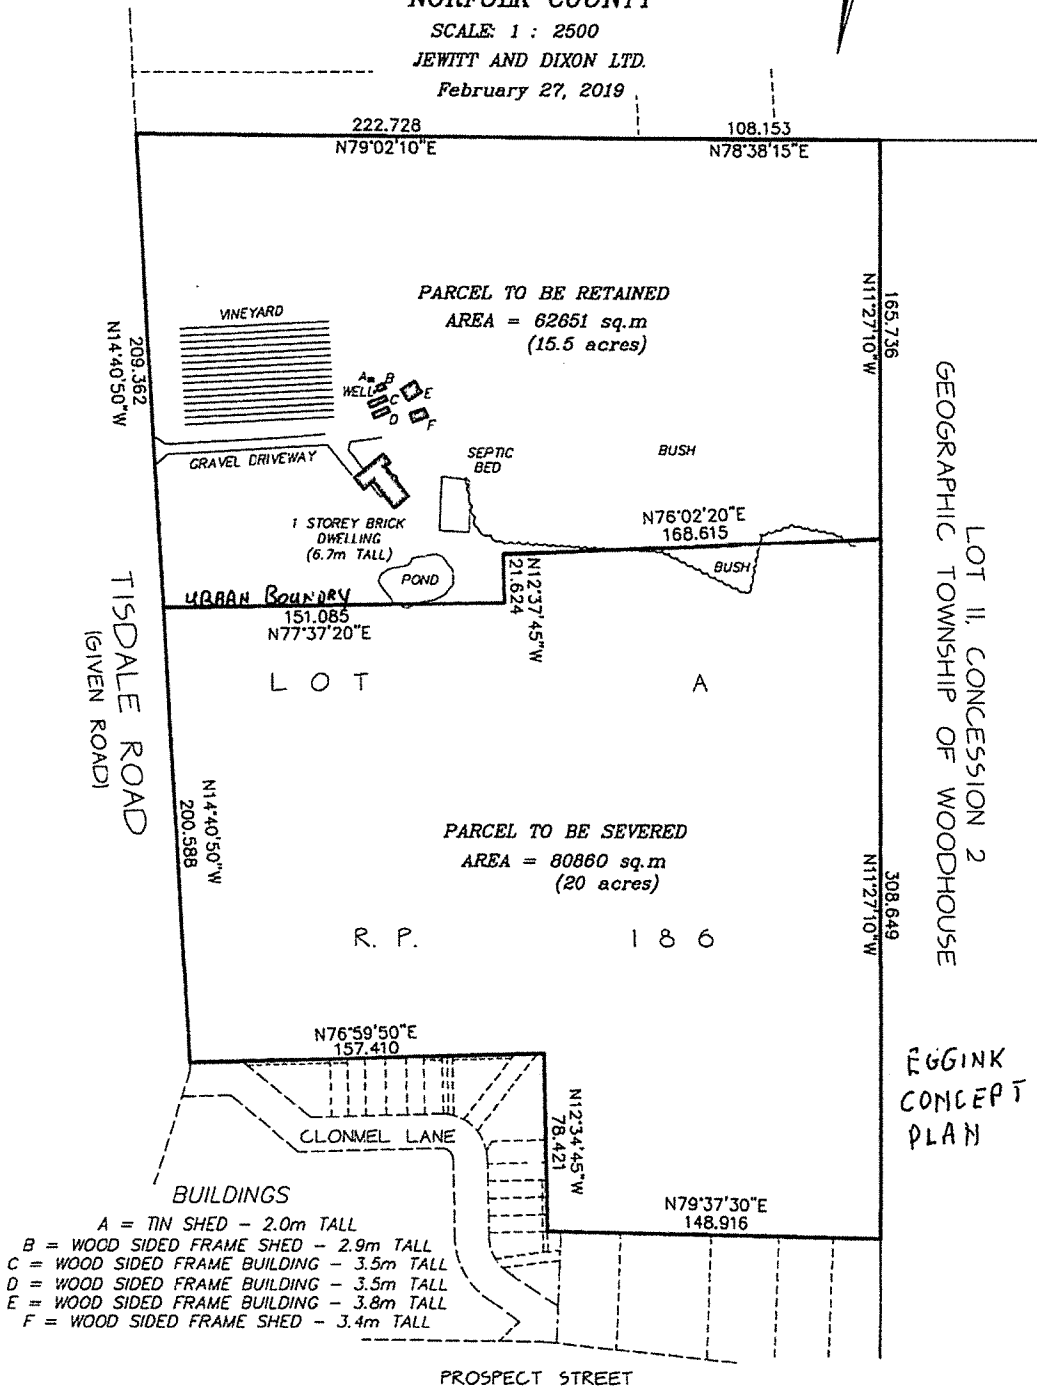 NORFOLK COUNTY
SCALE: 1 : 2500
JEWITT AND DIXON LTD.
February 27, 2019
222.728
N79°02'10"E
108.153
N78°38'15"E
PARCEL TO BE RETAINED
AREA = 62651 sq.m
(15.5 acres)
165.736
N11°27'10"W
VINEYARD
209.362
N14°40'50"W
A
B
WELL
C
D
E
F
GRAVEL DRIVEWAY
SEPTIC
BED
BUSH
1 STOREY BRICK
DWELLING
(6.7m TALL)
N76°02'20"E
168.615
POND
BUSH
N12°37'45"W
21.624
URBAN BOUNDRY
151.085
N77°37'20"E
LOT 11, CONCESSION 2
GEOGRAPHIC TOWNSHIP OF WOODHOUSE
TISDALE ROAD
(GIVEN ROAD)
LOT A
N14°40'50"W
200.588
PARCEL TO BE SEVERED
AREA = 80860 sq.m
(20 acres)
308.649
N11°27'10"W
R. P. 186
N76°59'50"E
157.410
EGGINK
CONCEPT
PLAN
CLONMEL LANE
N12°34'45"W
78.421
N79°37'30"E
148.916
BUILDINGS
A = TIN SHED - 2.0m TALL
B = WOOD SIDED FRAME SHED - 2.9m TALL
C = WOOD SIDED FRAME BUILDING - 3.5m TALL
D = WOOD SIDED FRAME BUILDING - 3.5m TALL
E = WOOD SIDED FRAME BUILDING - 3.8m TALL
F = WOOD SIDED FRAME SHED - 3.4m TALL
PROSPECT STREET